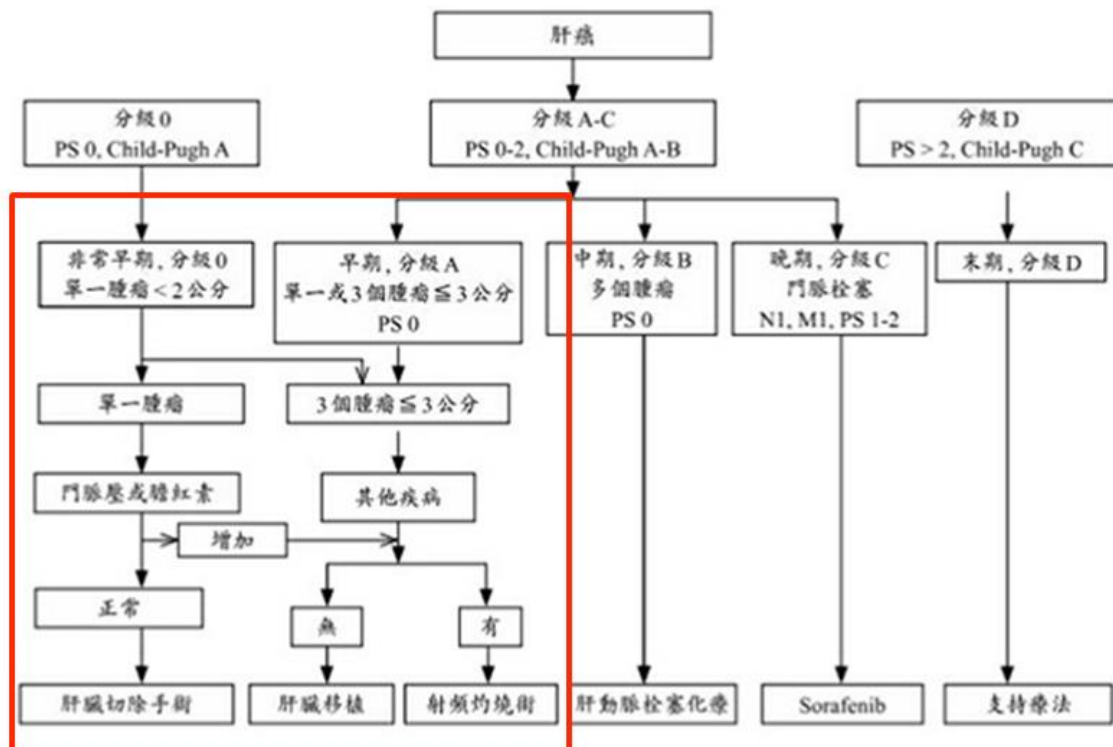 肝癌
分級0
PS 0, Child-Pugh A
分級A-C
PS 0-2, Child-Pugh A-B
分級D
PS > 2, Child-Pugh C
非常早期, 分級0
單一腫瘤 < 2公分
早期, 分級A
單一或3個腫瘤≦3公分
PS 0
中期, 分級B
多個腫瘤
PS 0
晚期, 分級C
門脈栓塞
N1, M1, PS 1-2
末期, 分級D
單一腫瘤
3個腫瘤≦3公分
門脈壓或膽紅素
其他疾病
增加
正常
無
有
肝臟切除手術
肝臟移植
射頻灼燒術
肝動脈栓塞化療
Sorafenib
支持療法